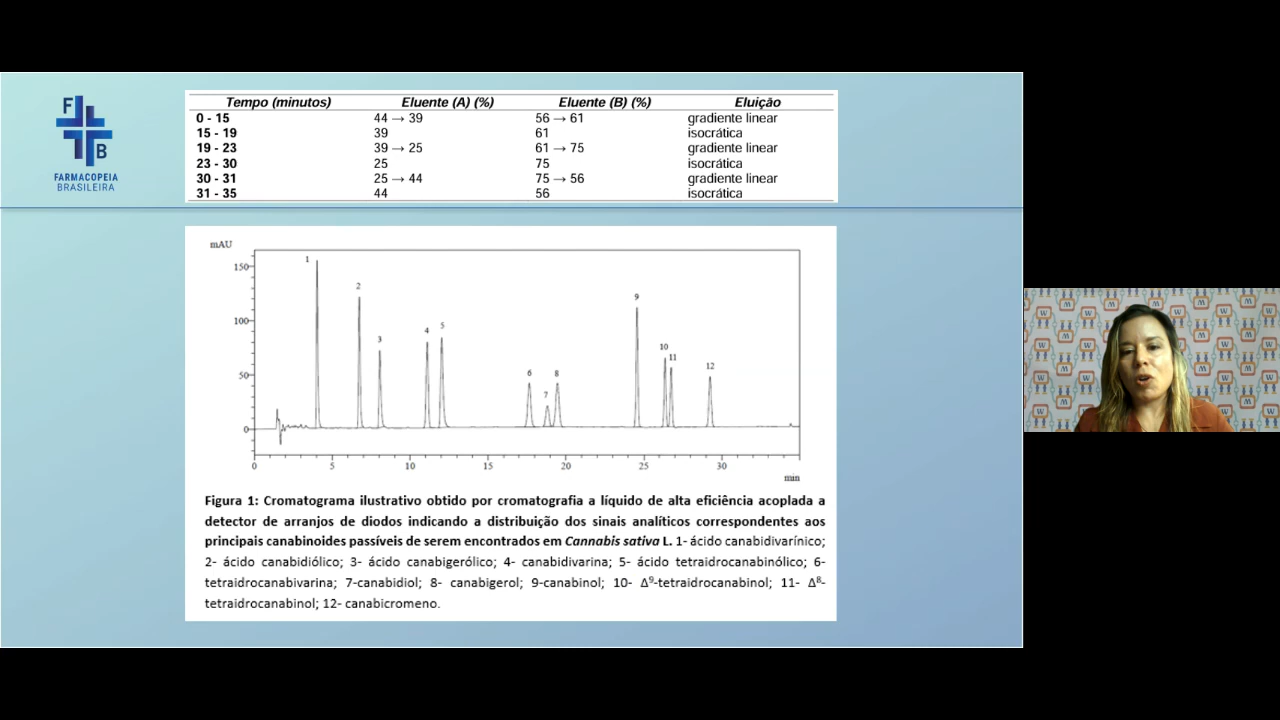 F
B
FARMACOPEIA
BRASILEIRA
Tempo (minutos) Eluente (A) (%) Eluente (B) (%) Eluição
0 - 15 44 → 39 56 → 61 gradiente linear
15 - 19 39 61 isocrática
19 - 23 39 → 25 61 → 75 gradiente linear
23 - 30 25 75 isocrática
30 - 31 25 → 44 75 → 56 gradiente linear
31 - 35 44 56 isocrática
mAU
150
100
50
0
1
2
3
4
5
6
7
8
9
10
11
12
0 5 10 15 20 25 30
min
Figura 1: Cromatograma ilustrativo obtido por cromatografia a líquido de alta eficiência acoplada a
detector de arranjos de diodos indicando a distribuição dos sinais analíticos correspondentes aos
principais canabinoides passíveis de serem encontrados em Cannabis sativa L. 1- ácido canabidivarínico;
2- ácido canabidiólico; 3- ácido canabigerólico; 4- canabidivarina; 5- ácido tetraidrocanabinólico; 6-
tetraidrocanabivarina; 7-canabidiol; 8- canabigerol; 9-canabinol; 10- Δ⁹-tetraidrocanabinol; 11- Δ⁸-
tetraidrocanabinol; 12- canabicromeno.